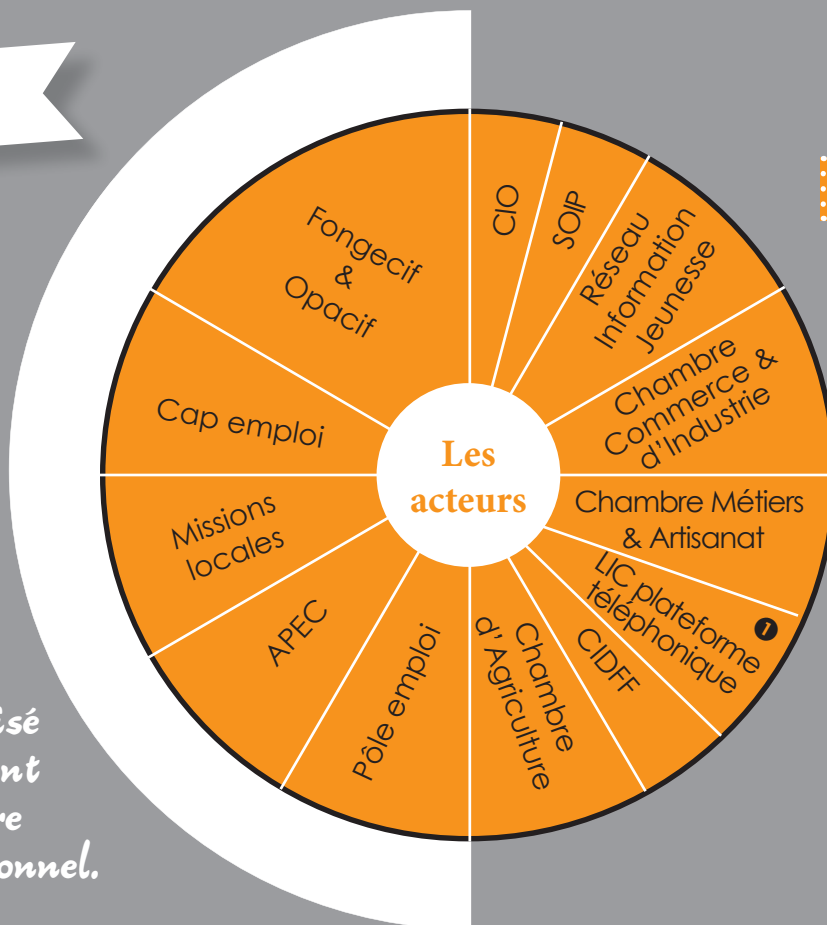 CIO
SOIP
Réseau
Information
Jeunesse
Chambre
Commerce &
d'Industrie
Chambre Métiers
& Artisanat
LIC plateforme
téléphonique
1
CIDFF
Chambre
d' Agriculture
Pôle emploi
APEC
Missions
locales
Cap emploi
Fongecif
&
Opacif
Les
acteurs
onnel.